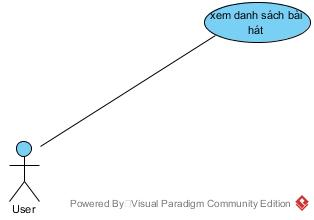 xem danh sách bài
hát
User
Powered By Visual Paradigm Community Edition